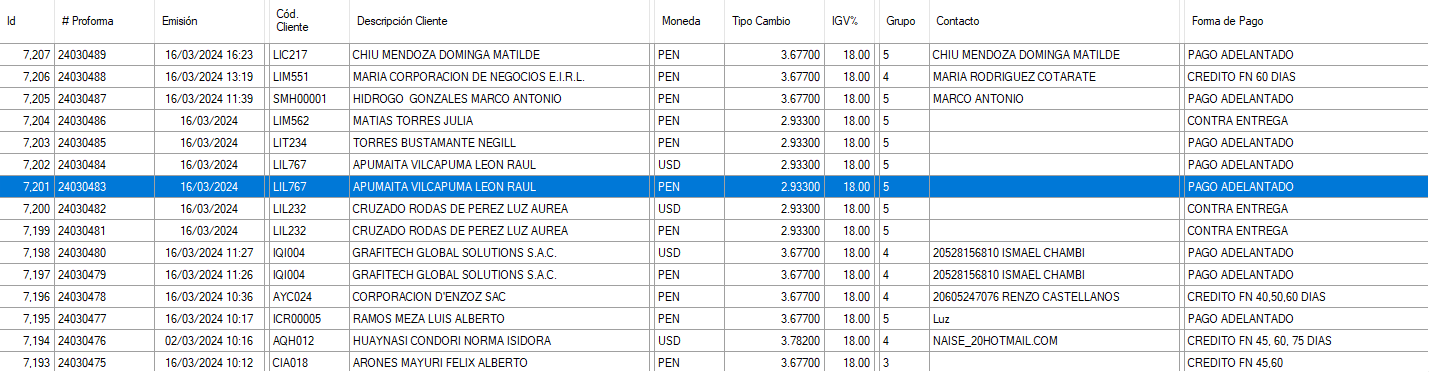 Id # Proforma Emisión Cód. Cliente Descripción Cliente Moneda Tipo Cambio IGV% Grupo Contacto Forma de Pago
7,207 24030489 16/03/2024 16:23 LIC217 CHIU MENDOZA DOMINGA MATILDE PEN 3.67700 18.00 5 CHIU MENDOZA DOMINGA MATILDE PAGO ADELANTADO
7,206 24030488 16/03/2024 13:19 LIM551 MARIA CORPORACION DE NEGOCIOS E.I.R.L. PEN 3.67700 18.00 4 MARIA RODRIGUEZ COTARATE CREDITO FN 60 DIAS
7,205 24030487 16/03/2024 11:39 SMH00001 HIDROGO  GONZALES MARCO ANTONIO PEN 3.67700 18.00 5 MARCO ANTONIO PAGO ADELANTADO
7,204 24030486 16/03/2024 LIM562 MATIAS TORRES JULIA PEN 2.93300 18.00 5 CONTRA ENTREGA
7,203 24030485 16/03/2024 LIT234 TORRES BUSTAMANTE NEGILL PEN 2.93300 18.00 5 PAGO ADELANTADO
7,202 24030484 16/03/2024 LIL767 APUMAITA VILCAPUMA LEON RAUL USD 2.93300 18.00 5 PAGO ADELANTADO
7,201 24030483 16/03/2024 LIL767 APUMAITA VILCAPUMA LEON RAUL PEN 2.93300 18.00 5 PAGO ADELANTADO
7,200 24030482 16/03/2024 LIL232 CRUZADO RODAS DE PEREZ LUZ AUREA USD 2.93300 18.00 5 CONTRA ENTREGA
7,199 24030481 16/03/2024 LIL232 CRUZADO RODAS DE PEREZ LUZ AUREA PEN 2.93300 18.00 5 CONTRA ENTREGA
7,198 24030480 16/03/2024 11:27 IQI004 GRAFITECH GLOBAL SOLUTIONS S.A.C. USD 3.67700 18.00 4 20528156810 ISMAEL CHAMBI PAGO ADELANTADO
7,197 24030479 16/03/2024 11:26 IQI004 GRAFITECH GLOBAL SOLUTIONS S.A.C. PEN 3.67700 18.00 4 20528156810 ISMAEL CHAMBI PAGO ADELANTADO
7,196 24030478 16/03/2024 10:36 AYC024 CORPORACION D'ENZOZ SAC PEN 3.67700 18.00 4 20605247076 RENZO CASTELLANOS CREDITO FN 40,50,60 DIAS
7,195 24030477 16/03/2024 10:17 ICR00005 RAMOS MEZA LUIS ALBERTO PEN 3.67700 18.00 5 Luz PAGO ADELANTADO
7,194 24030476 02/03/2024 10:16 AQH012 HUAYNASI CONDORI NORMA ISIDORA USD 3.78200 18.00 4 NAISE_20HOTMAIL.COM CREDITO FN 45, 60, 75 DIAS
7,193 24030475 16/03/2024 10:12 CIA018 ARONES MAYURI FELIX ALBERTO PEN 3.67700 18.00 3 CREDITO FN 45,60